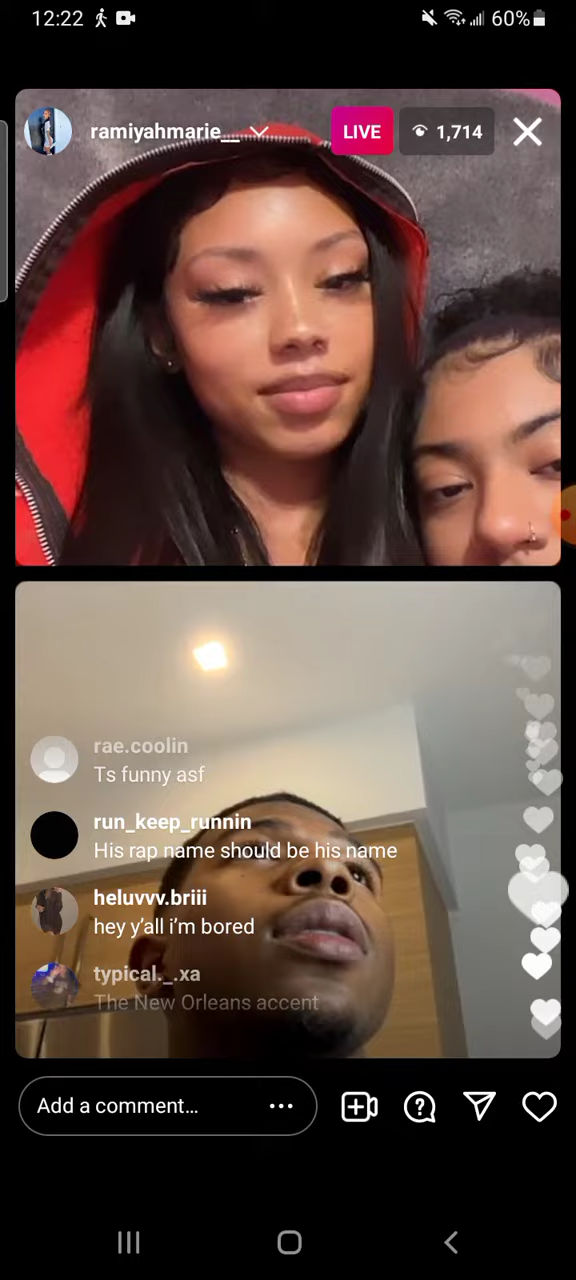 12:22
60%
ramiyahmarie__
LIVE
1,714
rae.coolin
Ts funny asf
run_keep_runnin
His rap name should be his name
heluvvv.briii
hey y'all i'm bored
typical._.xa
The New Orleans accent
Add a comment...